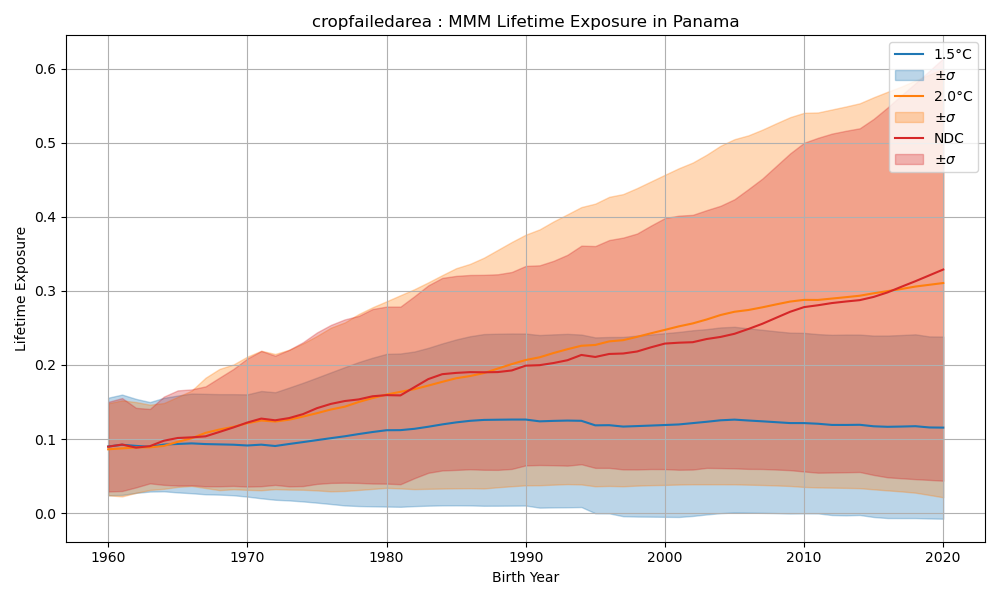 cropfailedarea : MMM Lifetime Exposure in Panama
Lifetime Exposure
0.6
0.5
0.4
0.3
0.2
0.1
0.0
1960
1970
1980
1990
2000
2010
2020
Birth Year
1.5°C
±σ
2.0°C
±σ
NDC
±σ